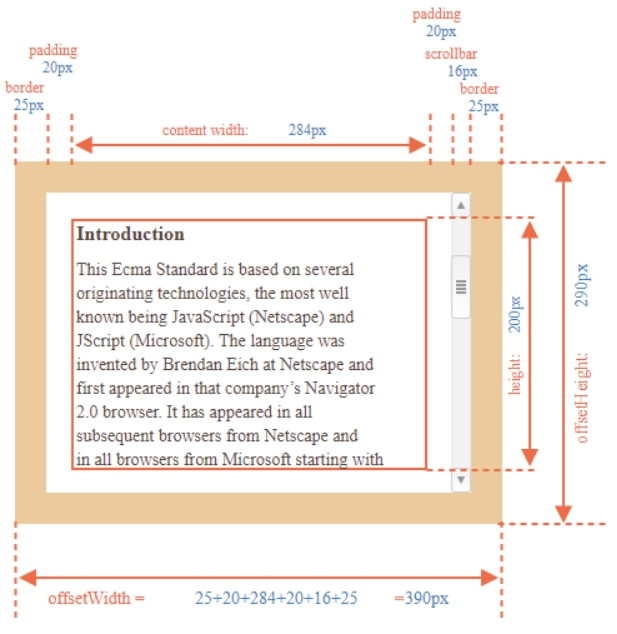 padding
20px
padding
20px
scrollbar
16px
border
25px
border
25px
content width: 284px
Introduction
This Ecma Standard is based on several
originating technologies, the most well
known being JavaScript (Netscape) and
JScript (Microsoft). The language was
invented by Brendan Eich at Netscape and
first appeared in that company’s Navigator
2.0 browser. It has appeared in all
subsequent browsers from Netscape and
in all browsers from Microsoft starting with
height: 200px
offsetHeight: 290px
offsetWidth = 25+20+284+20+16+25 =390px